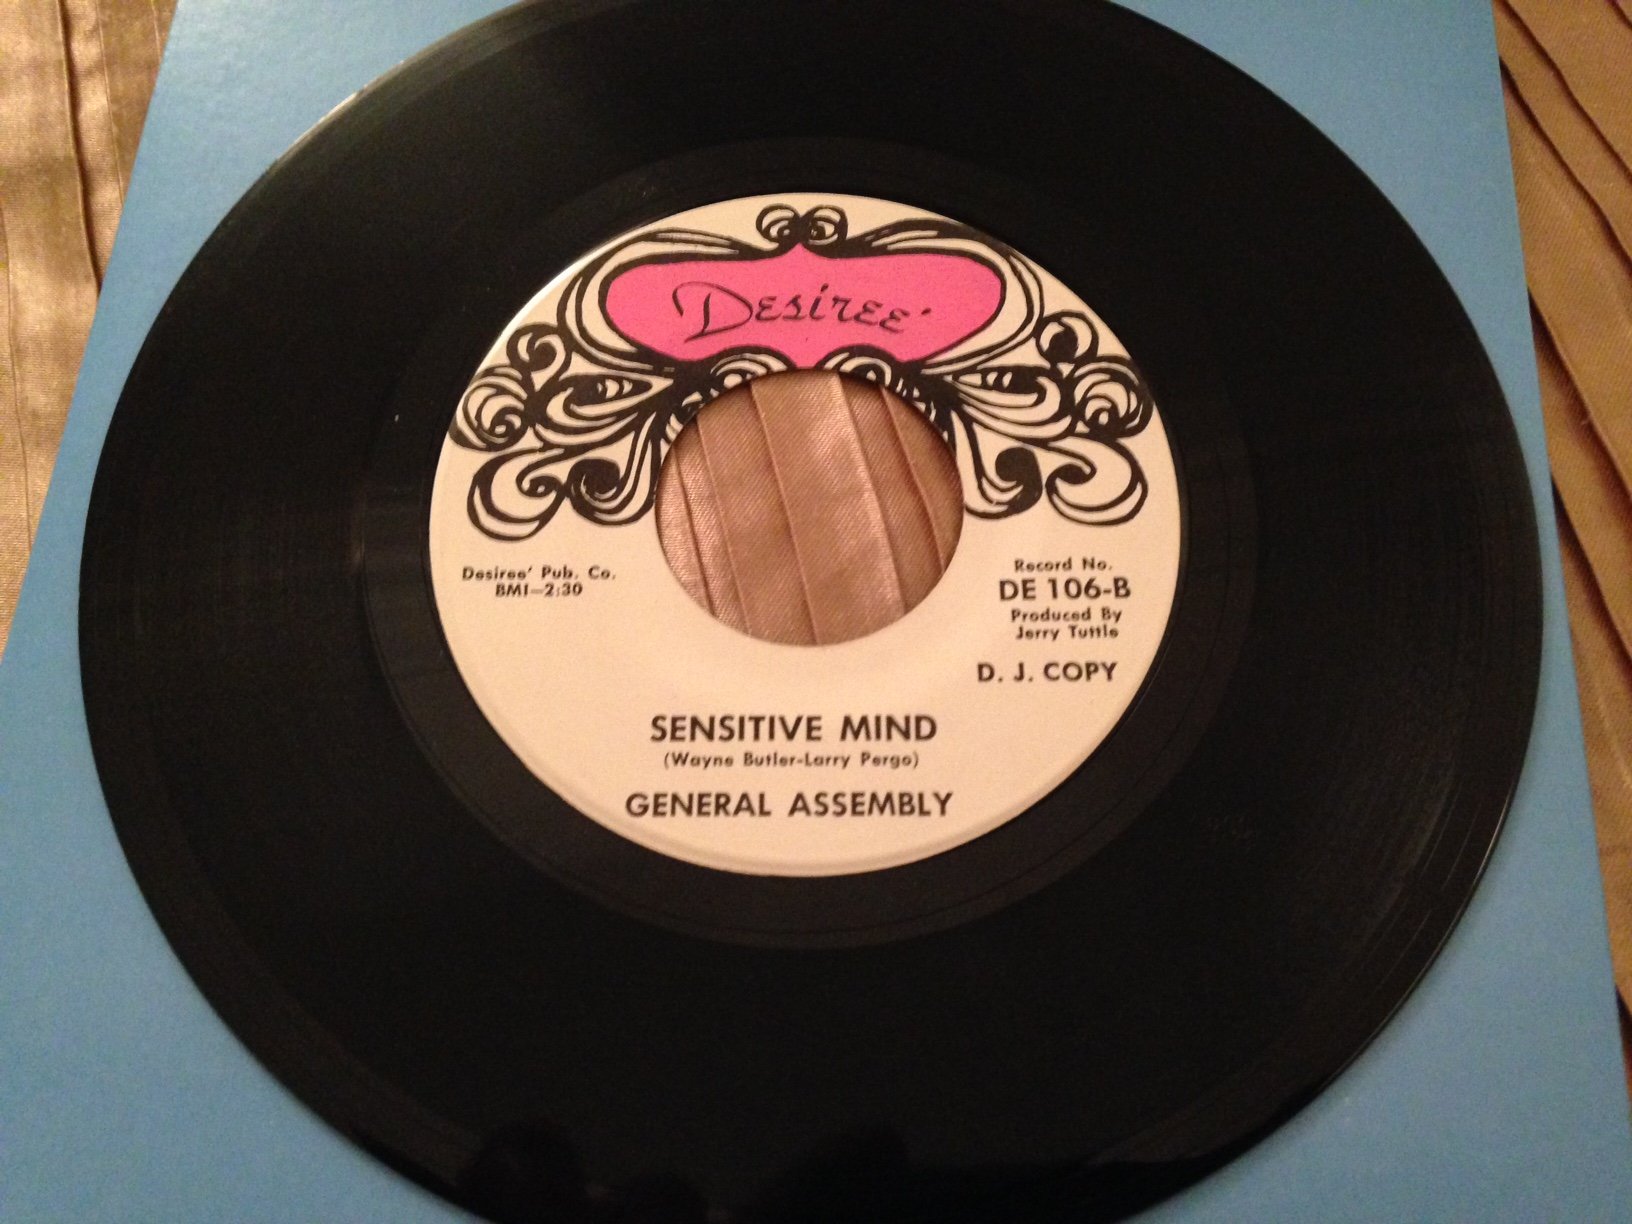 Desiree'
Desiree' Pub. Co.
BMI—2:30
Record No.
DE 106-B
Produced By
Jerry Tuttle
D. J. COPY
SENSITIVE MIND
(Wayne Butler-Larry Pergo)
GENERAL ASSEMBLY